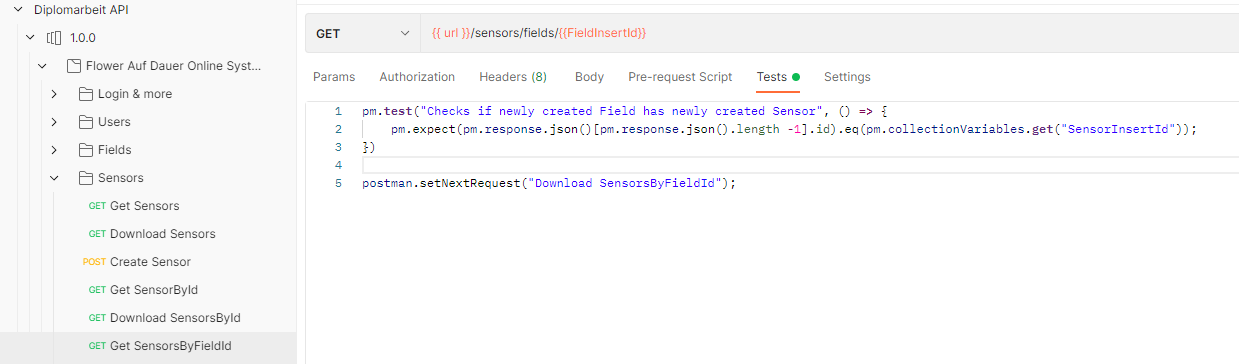 Diplomarbeit API
1.0.0
Flower Auf Dauer Online Syst...
Login & more
Users
Fields
Sensors
GET Get Sensors
GET Download Sensors
POST Create Sensor
GET Get SensorById
GET Download SensorsById
GET Get SensorsByFieldId
GET {{ url }}/sensors/fields/{{FieldInsertId}}
Params Authorization Headers (8) Body Pre-request Script Tests Settings
1 pm.test("Checks if newly created Field has newly created Sensor", () => {
2 pm.expect(pm.response.json()[pm.response.json().length -1].id).eq(pm.collectionVariables.get("SensorInsertId"));
3 })
4
5 postman.setNextRequest("Download SensorsByFieldId");